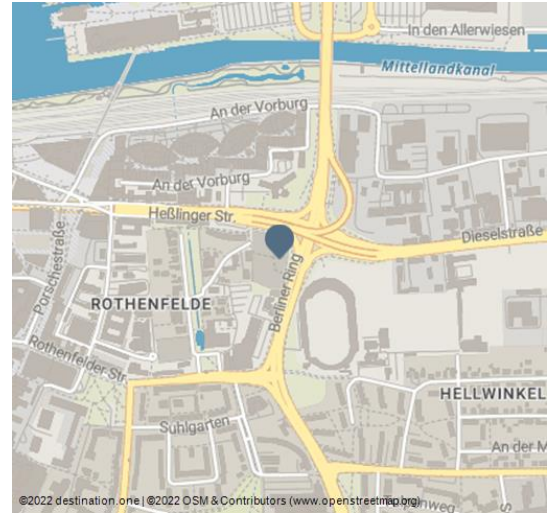 In den Allerwiesen
Mittellandkanal
An der Vorburg
An der Vorburg
Heßlinger Str.
Dieselstraße
Porschestraße
Berliner Ring
ROTHENFELDE
Rothenfelder Str.
HELLWINKEL
Suhlgarten
An der M
©2022 destination.one | ©2022 OSM & Contributors (www.openstreetmap.org)